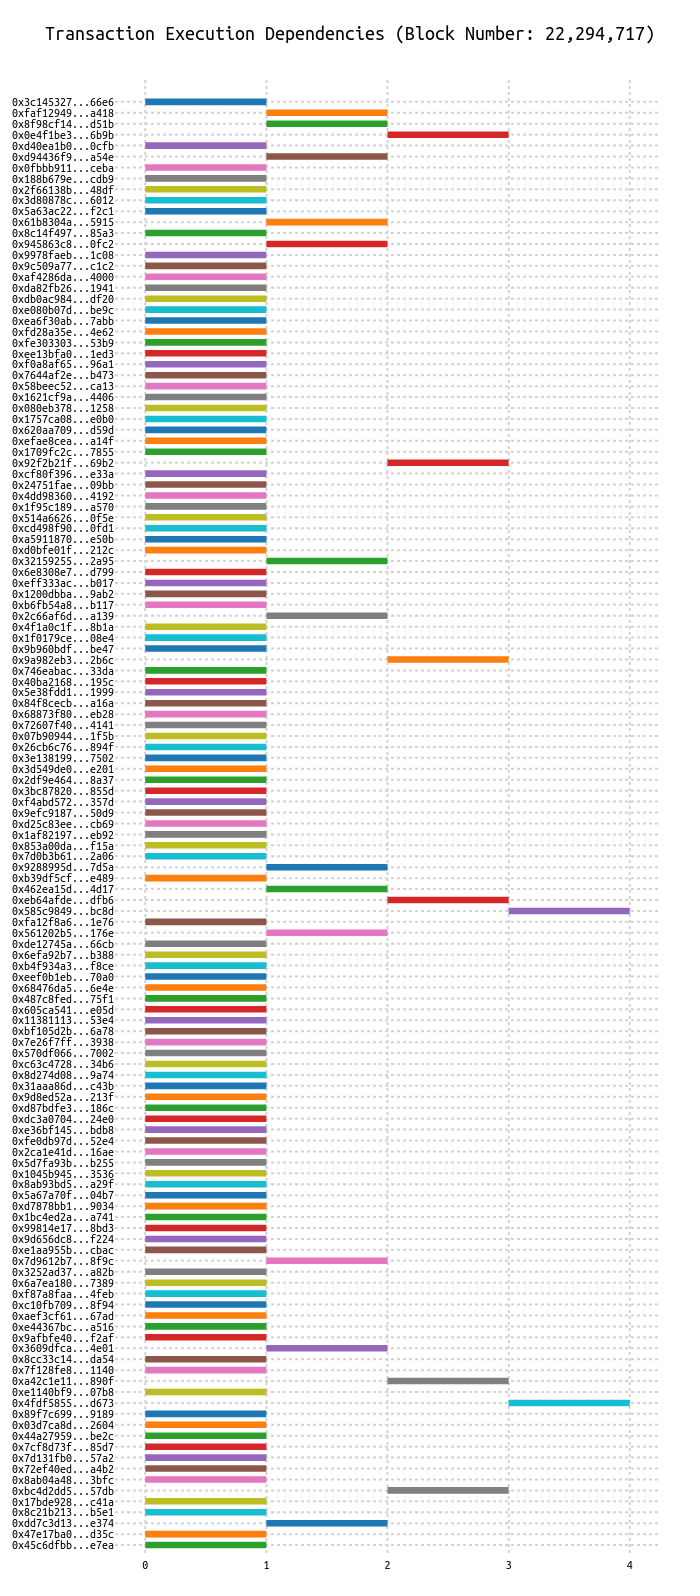 Transaction Execution Dependencies (Block Number: 22,294,717)
0x3c145327...66e6
0xfaf12949...a418
0x8f98cf14...d51b
0x0e4f1be3...6b9b
0xd40ea1b0...0cfb
0xd94436f9...a54e
0x0fbbb911...ceba
0x188b679e...cdb9
0x2f66138b...48df
0x3d80878c...6012
0x5a63ac22...f2c1
0x61b8304a...5915
0x8c14f497...85a3
0x945863c8...0fc2
0x9978faeb...1c08
0x9c509a77...c1c2
0xaf4286da...4000
0xda82fb26...1941
0xdb0ac984...df20
0xe080b07d...be9c
0xea6f30ab...7abb
0xfd28a35e...4e62
0xfe303303...53b9
0xee13bfa0...1ed3
0xf0a8af65...96a1
0x7644af2e...b473
0x58beec52...ca13
0x1621cf9a...4406
0x080eb378...1258
0x1757ca08...e0b0
0x620aa709...d59d
0xefae8cea...a14f
0x1709fc2c...7855
0x92f2b21f...69b2
0xcf80f396...e33a
0x24751fae...09bb
0x4dd98360...4192
0x1f95c189...a570
0x514a6626...0f5e
0xcd498f90...0fd1
0xa5911870...e50b
0xd0bfe01f...212c
0x32159255...2a95
0x6e8308e7...d799
0xeff333ac...b017
0x1200dbba...9ab2
0xb6fb54a8...b117
0x2c66af6d...a139
0x4f1a0c1f...8b1a
0x1f0179ce...08e4
0x9b960bdf...be47
0x9a982eb3...2b6c
0x746eabac...33da
0x40ba2168...195c
0x5e38fdd1...1999
0x84f8cecb...a16a
0x68873f80...eb28
0x72607f40...4141
0x07b90944...1f5b
0x26cb6c76...894f
0x3e138199...7502
0x3d549de0...e201
0x2df9e464...8a37
0x3bc87820...855d
0xf4abd572...357d
0x9efc9187...50d9
0xd25c83ee...cb69
0x1af82197...eb92
0x853a00da...f15a
0x7d0b3b61...2a06
0x9288995d...7d5a
0xb39df5cf...e489
0x462ea15d...4d17
0xeb64afde...dfb6
0x585c9849...bc8d
0xfa12f8a6...1e76
0x561202b5...176e
0xde12745a...66cb
0x6efa92b7...b388
0xb4f934a3...f8ce
0xeef0b1eb...70a0
0x68476da5...6e4e
0x487c8fed...75f1
0x605ca541...e05d
0x11381113...53e4
0xbf105d2b...6a78
0x7e26f7ff...3938
0x570df066...7002
0xc63c4728...34b6
0x8d274d08...9a74
0x31aaa86d...c43b
0x9d8ed52a...213f
0xd87bdfe3...186c
0xdc3a0704...24e0
0xe36bf145...bdb8
0xfe0db97d...52e4
0x2ca1e41d...16ae
0x5d7fa93b...b255
0x1045b945...3536
0x8ab93bd5...a29f
0x5a67a70f...04b7
0xd7878bb1...9034
0x1bc4ed2a...a741
0x99814e17...8bd3
0x9d656dc8...f224
0xe1aa955b...cbac
0x7d9612b7...8f9c
0x3252ad37...a82b
0x6a7ea180...7389
0xf87a8faa...4feb
0xc10fb709...8f94
0xaef3cf61...67ad
0xe44367bc...a516
0x9afbfe40...f2af
0x3609dfca...4e01
0x8cc33c14...da54
0x7f128fe8...1140
0xa42c1e11...890f
0xe1140bf9...07b8
0x4fdf5855...d673
0x89f7c699...9189
0x03d7ca8d...2604
0x44a27959...be2c
0x7cf8d73f...85d7
0x7d131fb0...57a2
0x72ef40ed...a4b2
0x8ab04a48...3bfc
0xbc4d2dd5...57db
0x17bde928...c41a
0x8c21b213...b5e1
0xdd7c3d13...e374
0x47e17ba0...d35c
0x45c6dfbb...e7ea
0 1 2 3 4